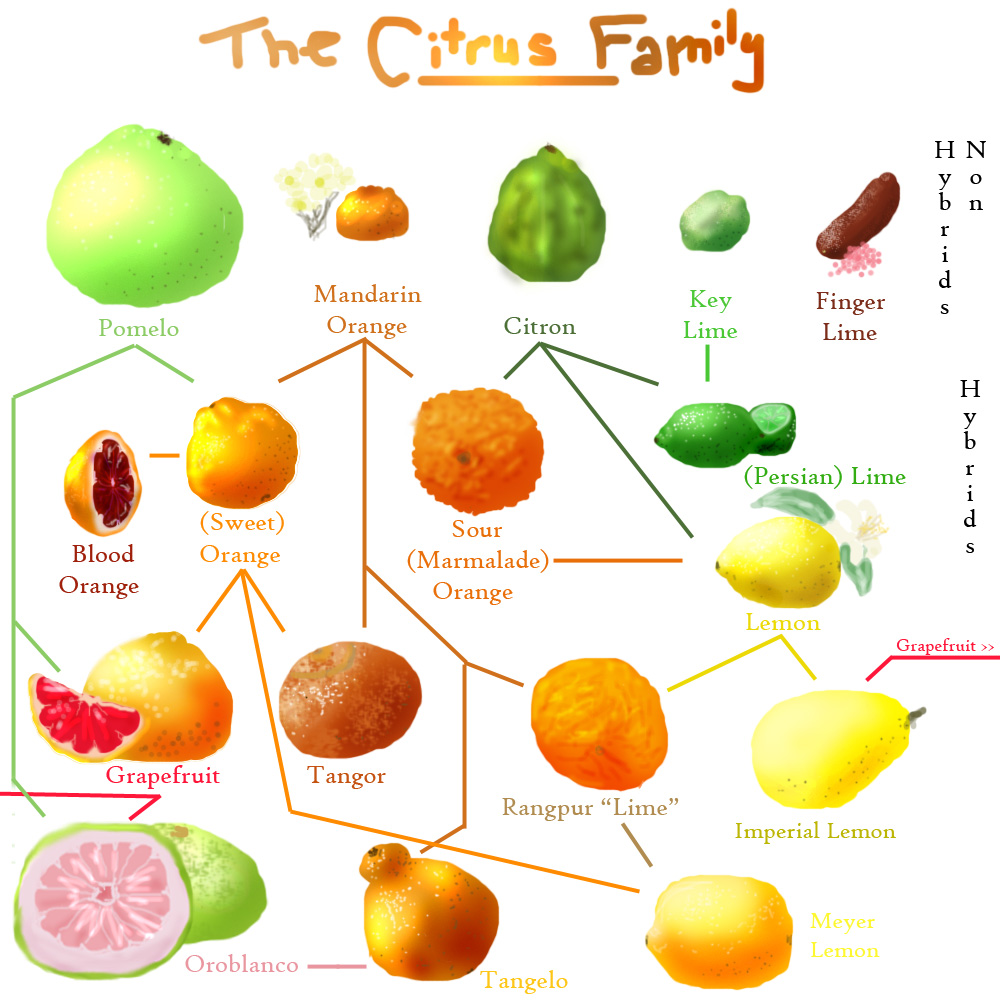 The Citrus Family
Non
Hybrids
Pomelo
Mandarin
Orange
Citron
Key
Lime
Finger
Lime
Hybrids
Blood
Orange
(Sweet)
Orange
Sour
(Marmalade)
Orange
(Persian) Lime
Lemon
Grapefruit >>
Grapefruit
Tangor
Rangpur “Lime”
Imperial Lemon
Oroblanco
Tangelo
Meyer
Lemon